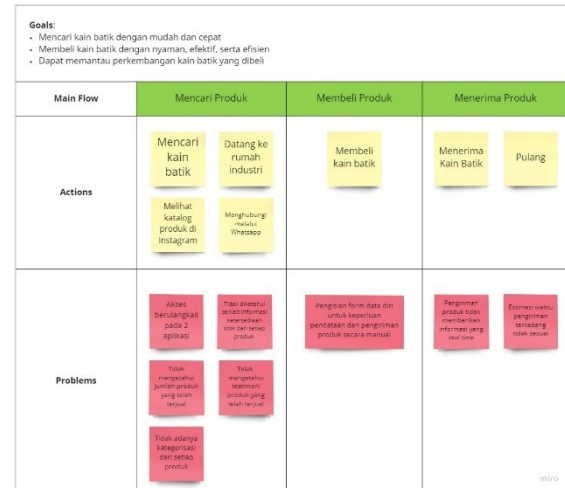 Goals:
• Mencari kain batik dengan mudah dan cepat
• Membeli kain batik dengan nyaman, efektif, serta efisien
• Dapat memantau perkembangan kain batik yang dibeli
Main Flow
Mencari Produk
Membeli Produk
Menerima Produk
Actions
Mencari
kain
batik
Datang ke
rumah
industri
Melihat
katalog
produk di
Instagram
Menghubungi
melalui
Whatsapp
Membeli
kain batik
Menerima
Kain Batik
Pulang
Problems
Akses
berulangkali
pada 2
aplikasi
Tidak diketahui
terkait informasi
ketersediaan
stok dari setiap
produk
Tidak
mengetahui
jumlah produk
yang telah
terjual
Tidak
mengetahui
testimoni
produk yang
telah terjual
Tidak adanya
kategorisasi
dari setiap
produk
Pengisian form data diri
untuk keperluan
pendataan dan pengiriman
produk secara manual
Pengiriman
produk tidak
memberikan
informasi yang
real time
Estimasi waktu
pengiriman
terkadang
tidak sesuai
miro